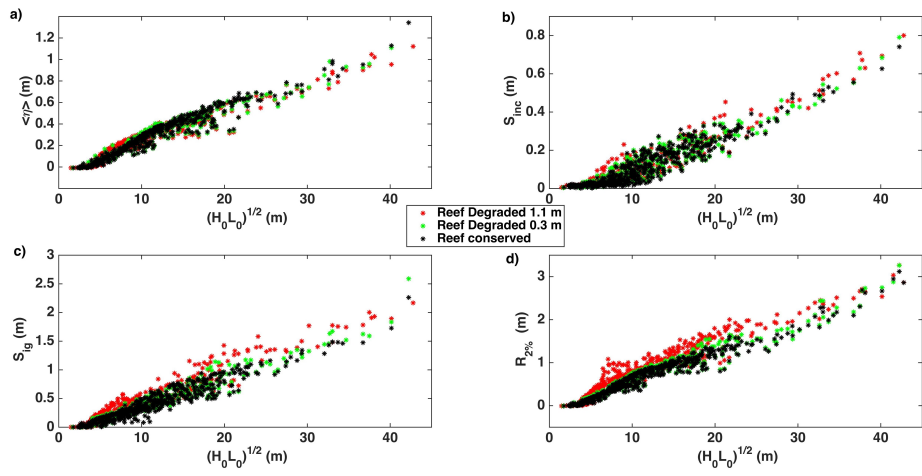 a)
1.2
1
0.8
0.6
0.4
0.2
0
<η> (m)
0 10 20 30 40
(H0L0)1/2 (m)
b)
0.8
0.6
0.4
0.2
0
Sinc (m)
0 10 20 30 40
(H0L0)1/2 (m)
Reef Degraded 1.1 m
Reef Degraded 0.3 m
Reef conserved
c)
3
2.5
2
1.5
1
0.5
0
Sig (m)
0 10 20 30 40
(H0L0)1/2 (m)
d)
3
2
1
0
R2% (m)
0 10 20 30 40
(H0L0)1/2 (m)